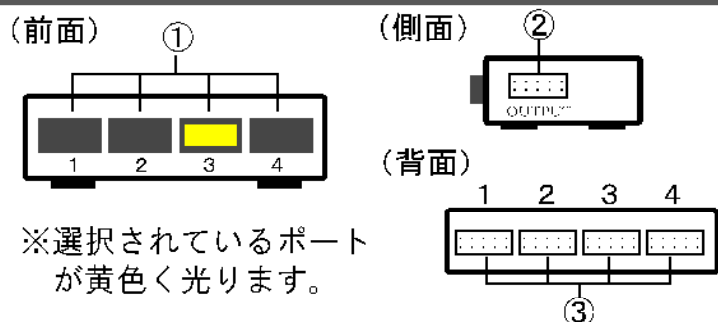 (前面)
①
1 2 3 4
※選択されているポート
が黄色く光ります。
(側面)
②
OUTPUT
(背面)
1 2 3 4
③